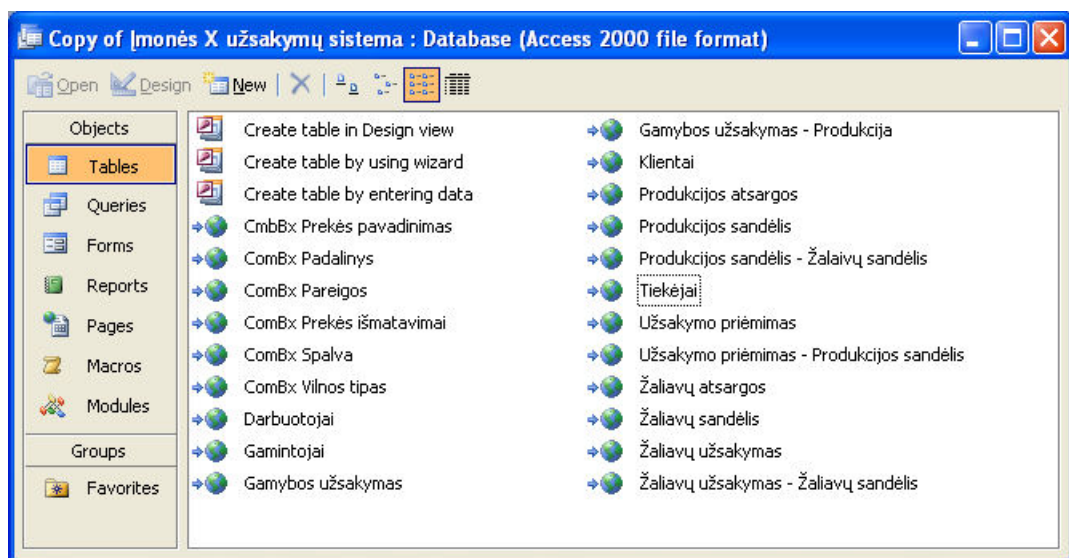 Copy of Įmonės X užsakymų sistema : Database (Access 2000 file format)
Open Design New
Objects
Tables
Queries
Forms
Reports
Pages
Macros
Modules
Groups
Favorites
Create table in Design view
Create table by using wizard
Create table by entering data
CmbBx Prekės pavadinimas
ComBx Padalinys
ComBx Pareigos
ComBx Prekės išmatavimai
ComBx Spalva
ComBx Vilnos tipas
Darbuotojai
Gamintojai
Gamybos užsakymas
Gamybos užsakymas - Produkcija
Klientai
Produkcijos atsargos
Produkcijos sandėlis
Produkcijos sandėlis - Žalaivų sandėlis
Tiekėjai
Užsakymo priėmimas
Užsakymo priėmimas - Produkcijos sandėlis
Žaliavų atsargos
Žaliavų sandėlis
Žaliavų užsakymas
Žaliavų užsakymas - Žaliavų sandėlis